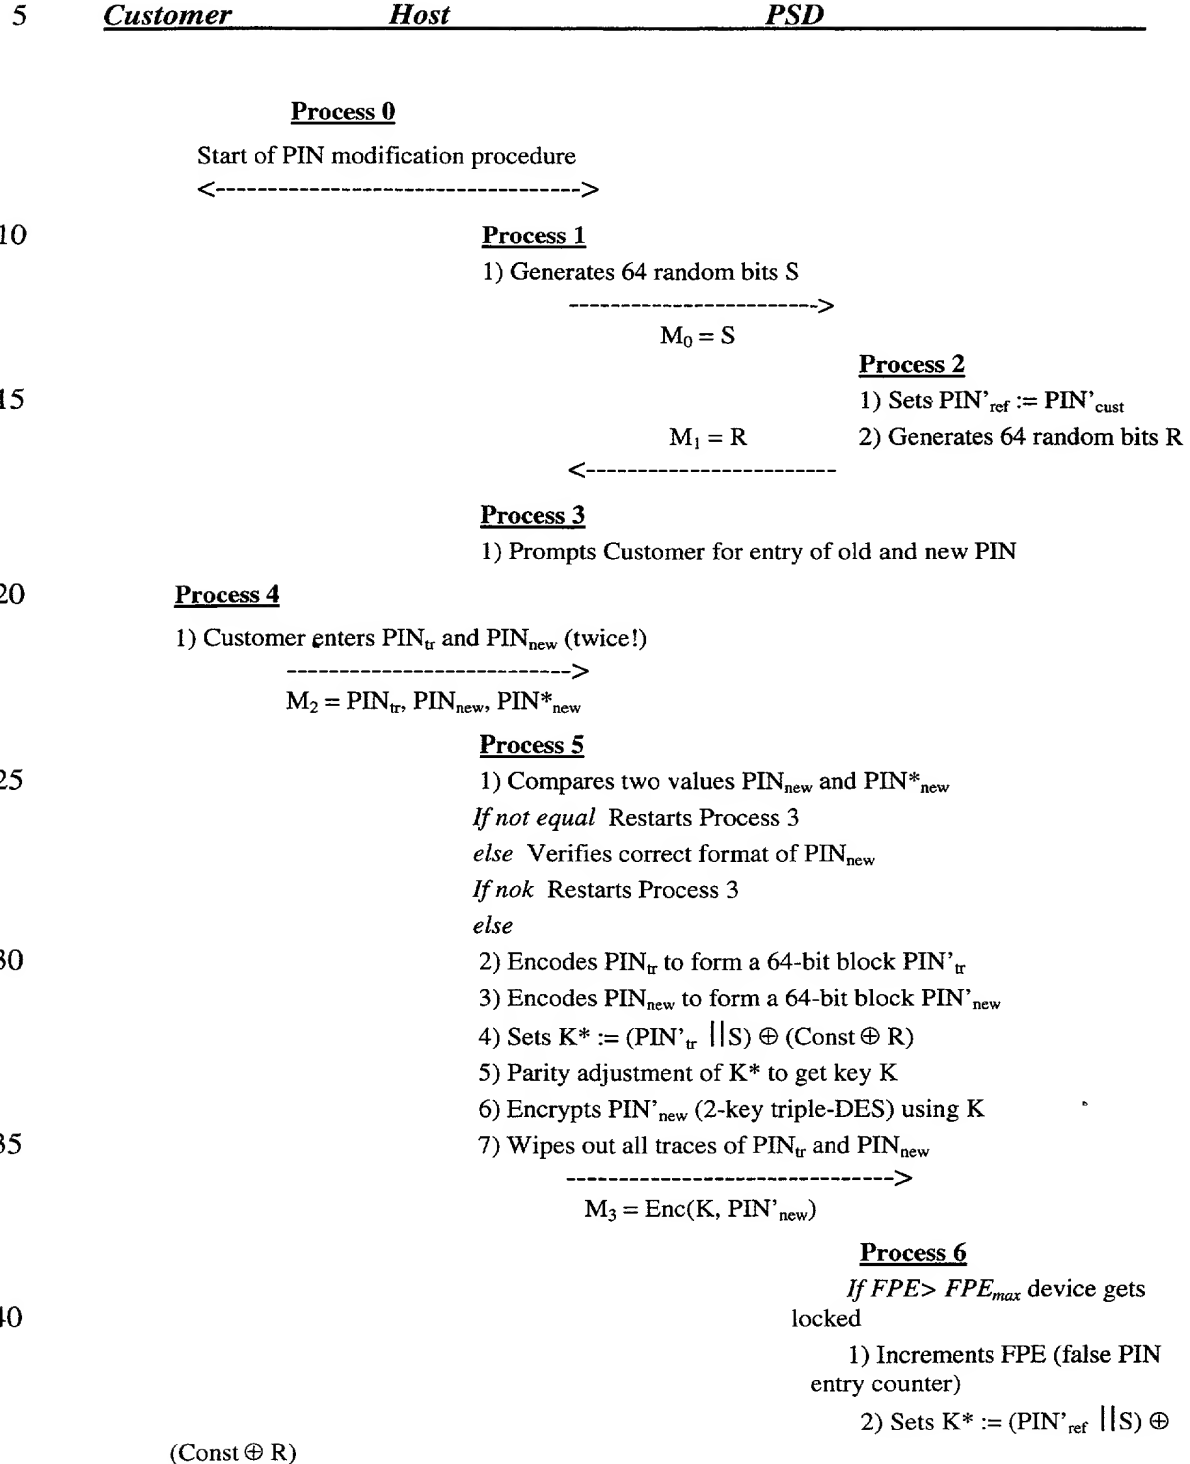 5 Customer Host PSD
Process 0
Start of PIN modification procedure
<----------------------------------->
10 Process 1
1) Generates 64 random bits S
------------------------>
M0 = S
Process 2
15 1) Sets PIN’ref := PIN’cust
M1 = R 2) Generates 64 random bits R
<------------------------
Process 3
1) Prompts Customer for entry of old and new PIN
20 Process 4
1) Customer enters PINtr and PINnew (twice!)
--------------------------->
M2 = PINtr, PINnew, PIN*new
Process 5
25 1) Compares two values PINnew and PIN*new
If not equal Restarts Process 3
else Verifies correct format of PINnew
If nok Restarts Process 3
else
30 2) Encodes PINtr to form a 64-bit block PIN’tr
3) Encodes PINnew to form a 64-bit block PIN’new
4) Sets K* := (PIN’tr ||S) ⊕ (Const ⊕ R)
5) Parity adjustment of K* to get key K
6) Encrypts PIN’new (2-key triple-DES) using K
35 7) Wipes out all traces of PINtr and PINnew
------------------------------->
M3 = Enc(K, PIN’new)
Process 6
If FPE> FPEmax device gets
40 locked
1) Increments FPE (false PIN
entry counter)
2) Sets K* := (PIN’ref ||S) ⊕
(Const ⊕ R)